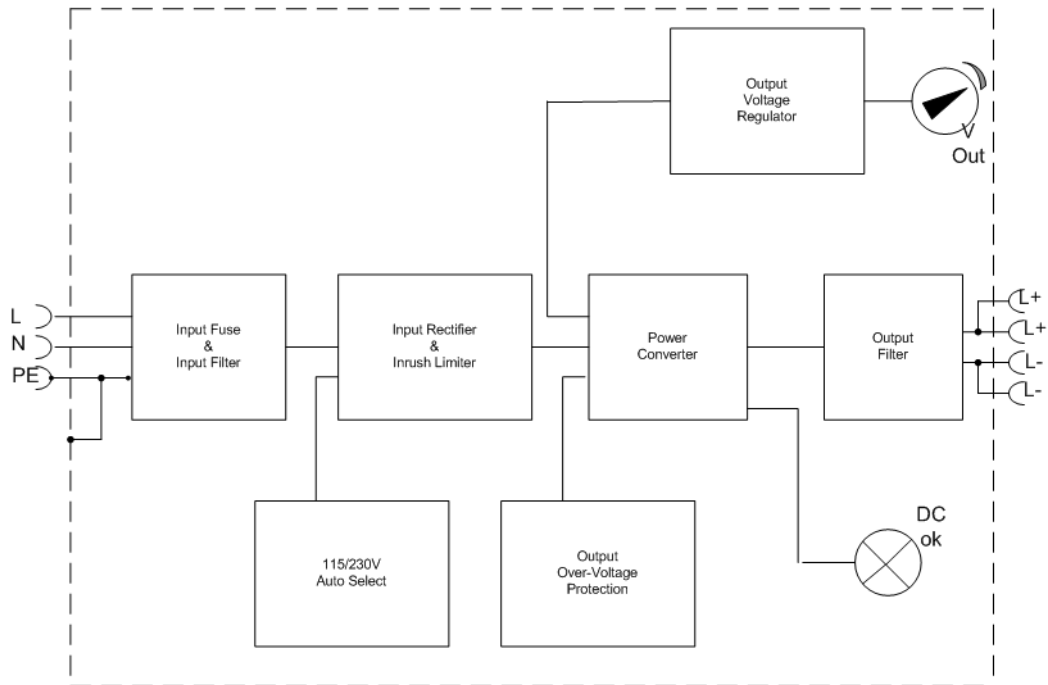 Output
Voltage
Regulator
V
Out
L
N
PE
Input Fuse
&
Input Filter
Input Rectifier
&
Inrush Limiter
Power
Converter
Output
Filter
L+
L+
L-
L-
115/230V
Auto Select
Output
Over-Voltage
Protection
DC
ok